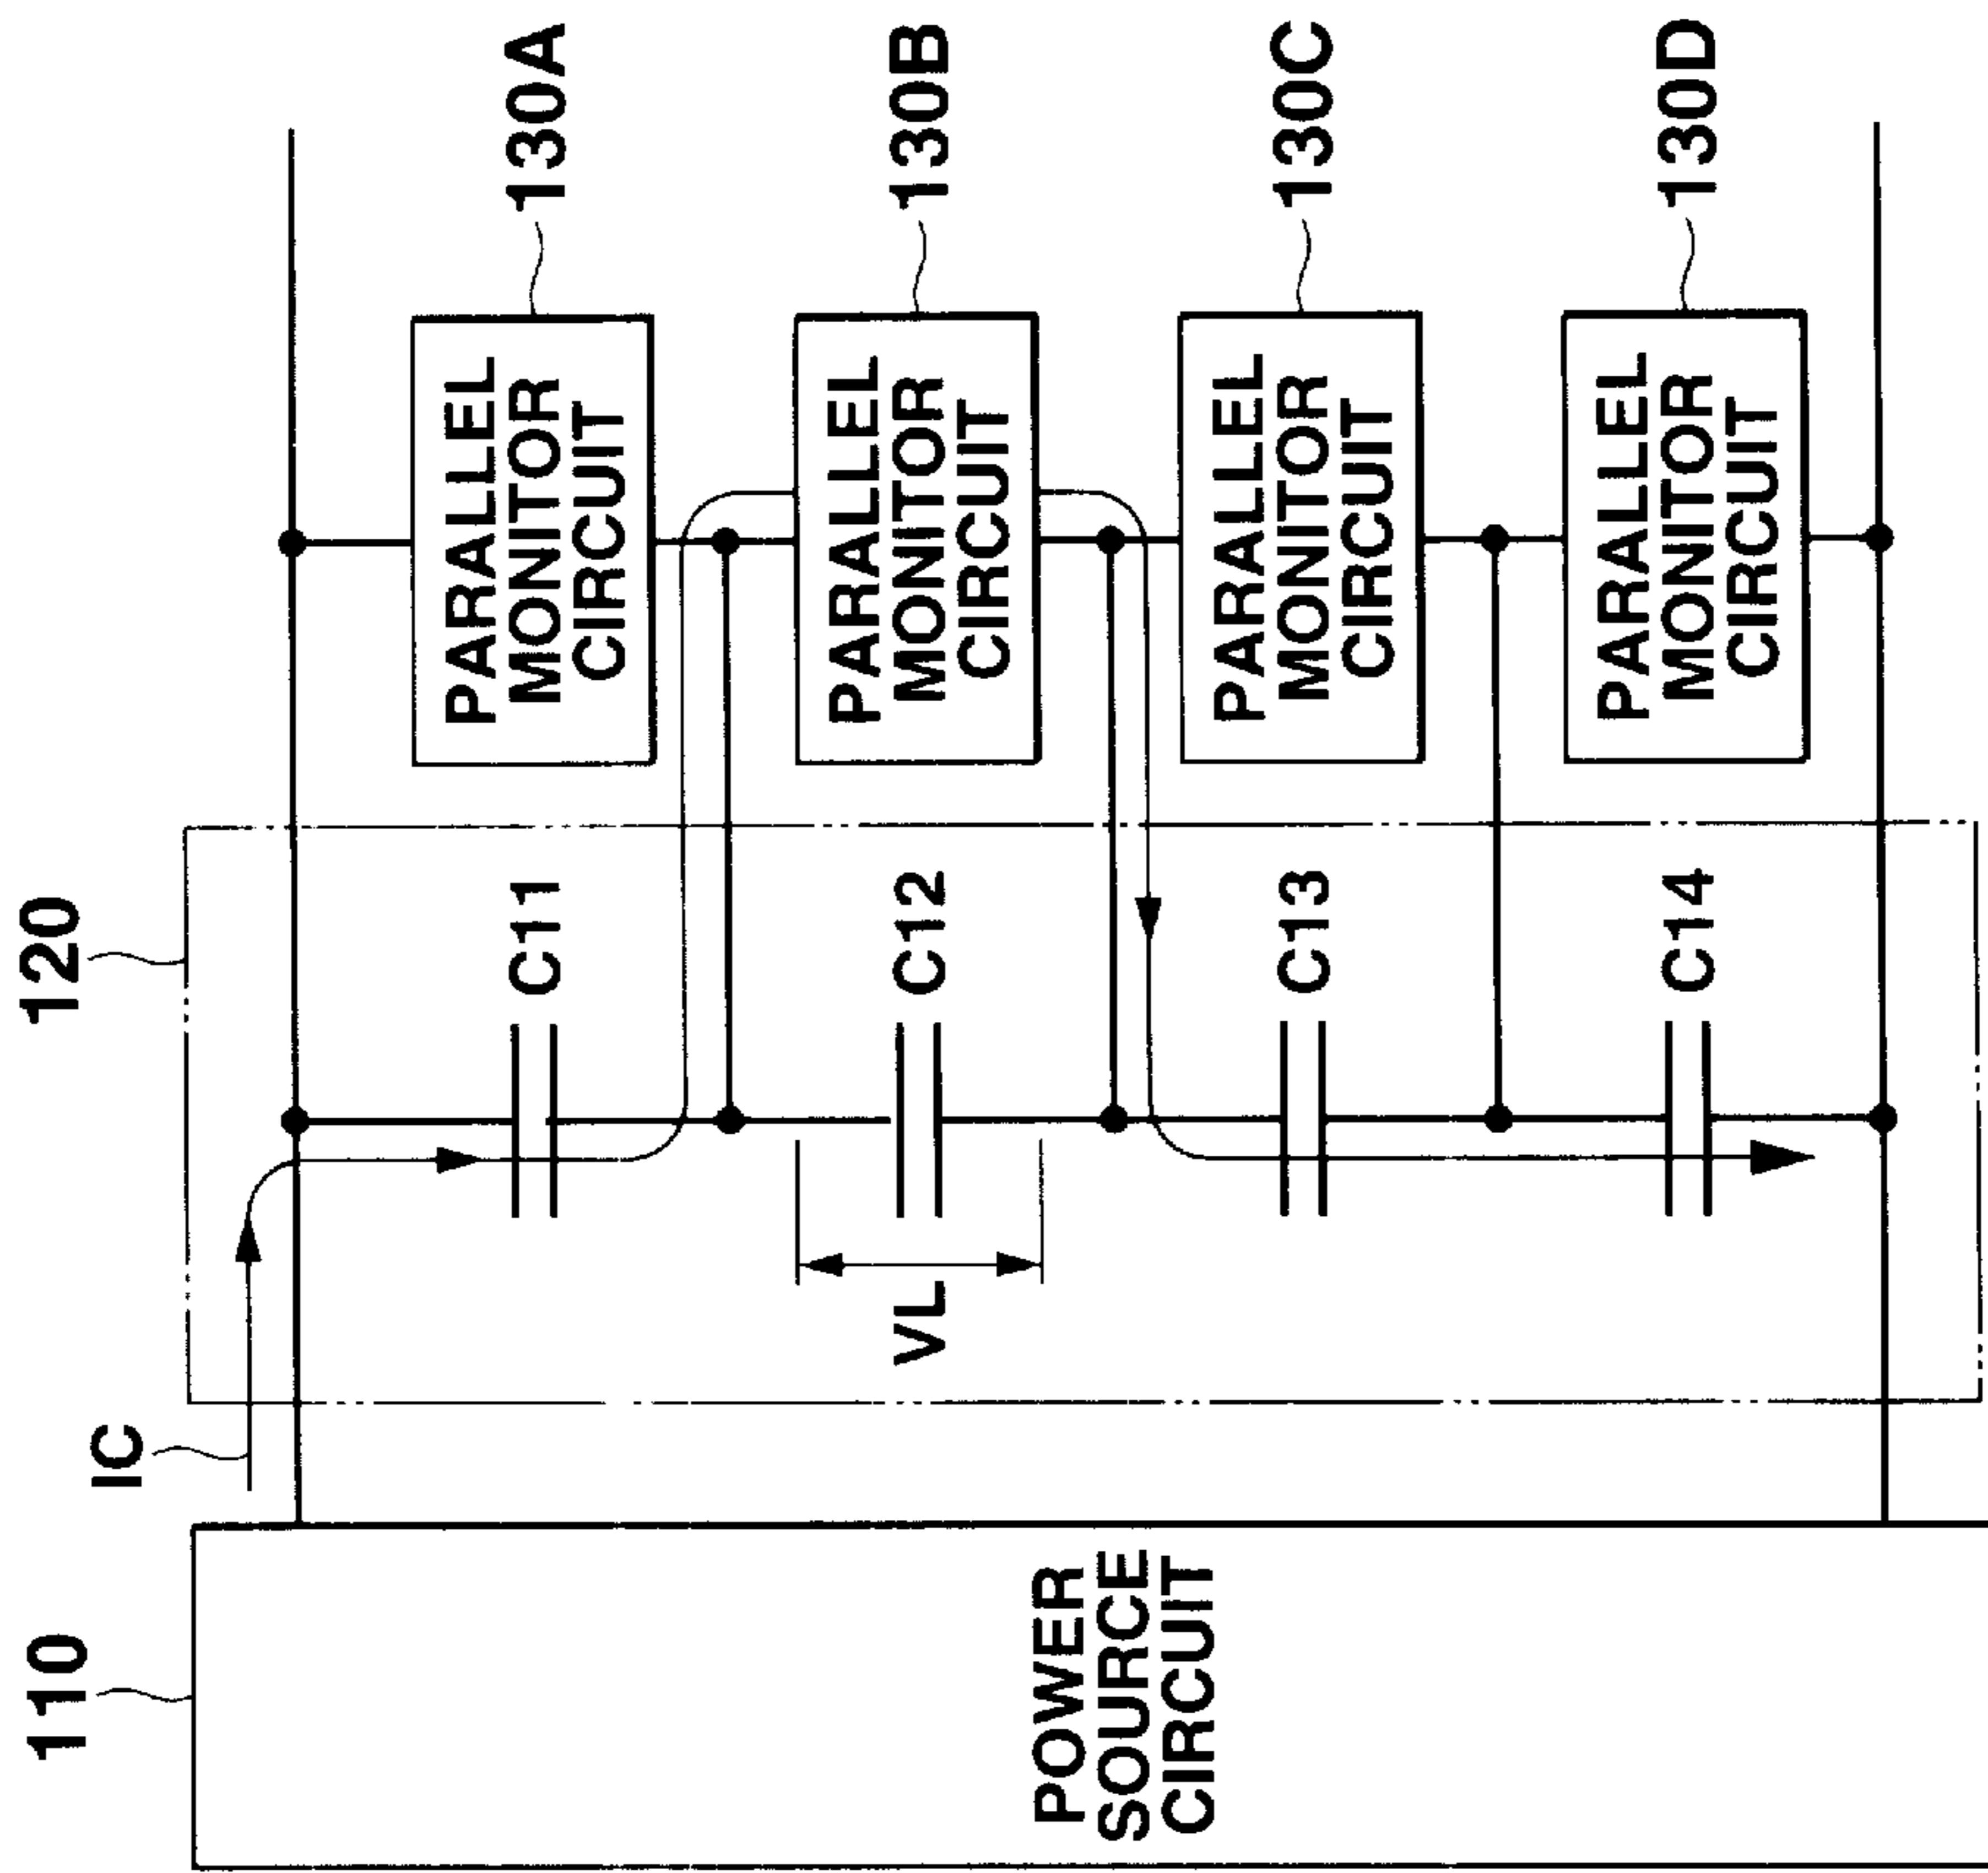 110
120
IC
POWER
SOURCE
CIRCUIT
VL
C11
C12
C13
C14
PARALLEL
MONITOR
CIRCUIT
130A
PARALLEL
MONITOR
CIRCUIT
130B
PARALLEL
MONITOR
CIRCUIT
130C
PARALLEL
MONITOR
CIRCUIT
130D